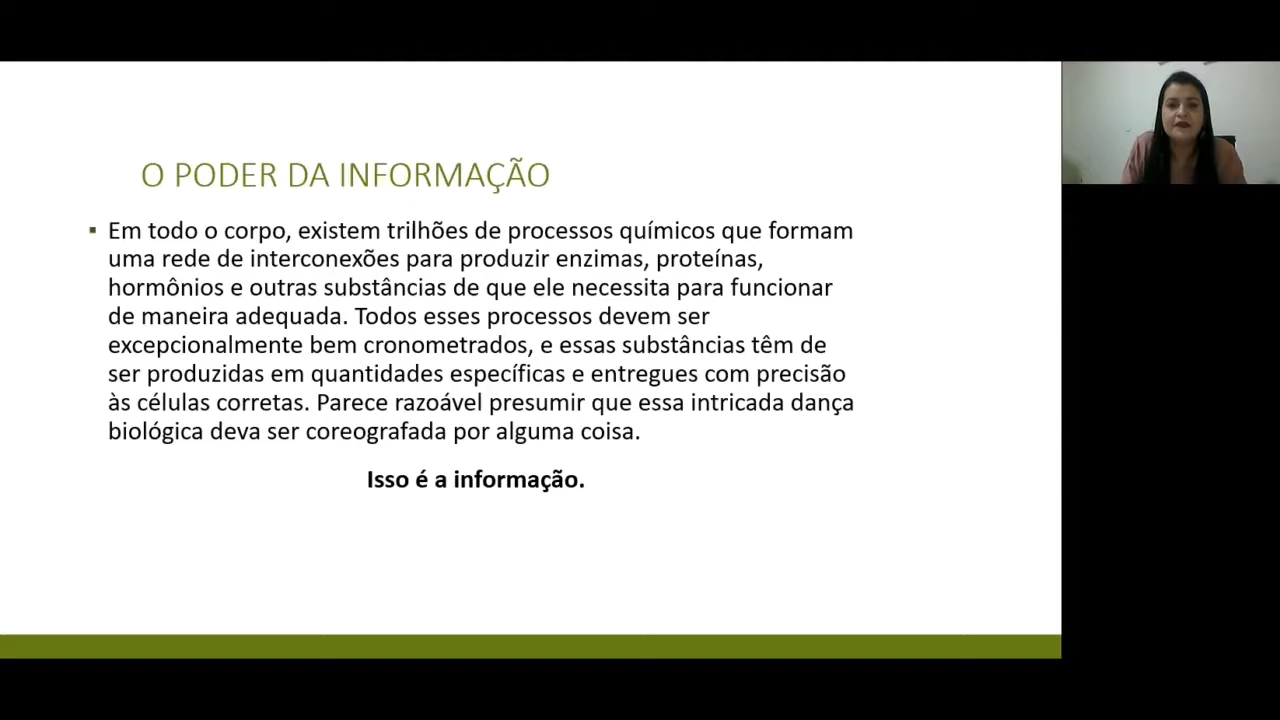 O PODER DA INFORMAÇÃO
▪ Em todo o corpo, existem trilhões de processos químicos que formam
uma rede de interconexões para produzir enzimas, proteínas,
hormônios e outras substâncias de que ele necessita para funcionar
de maneira adequada. Todos esses processos devem ser
excepcionalmente bem cronometrados, e essas substâncias têm de
ser produzidas em quantidades específicas e entregues com precisão
às células corretas. Parece razoável presumir que essa intricada dança
biológica deva ser coreografada por alguma coisa.
Isso é a informação.